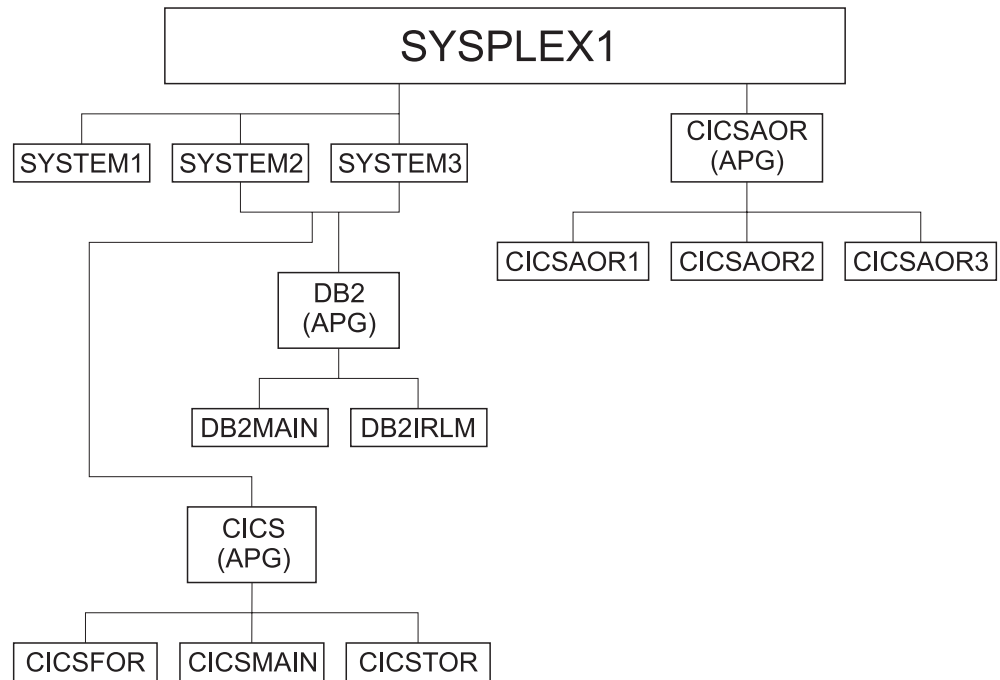 SYSPLEX1
SYSTEM1
SYSTEM2
SYSTEM3
CICSAOR
(APG)
CICSAOR1
CICSAOR2
CICSAOR3
DB2
(APG)
DB2MAIN
DB2IRLM
CICS
(APG)
CICSFOR
CICSMAIN
CICSTOR